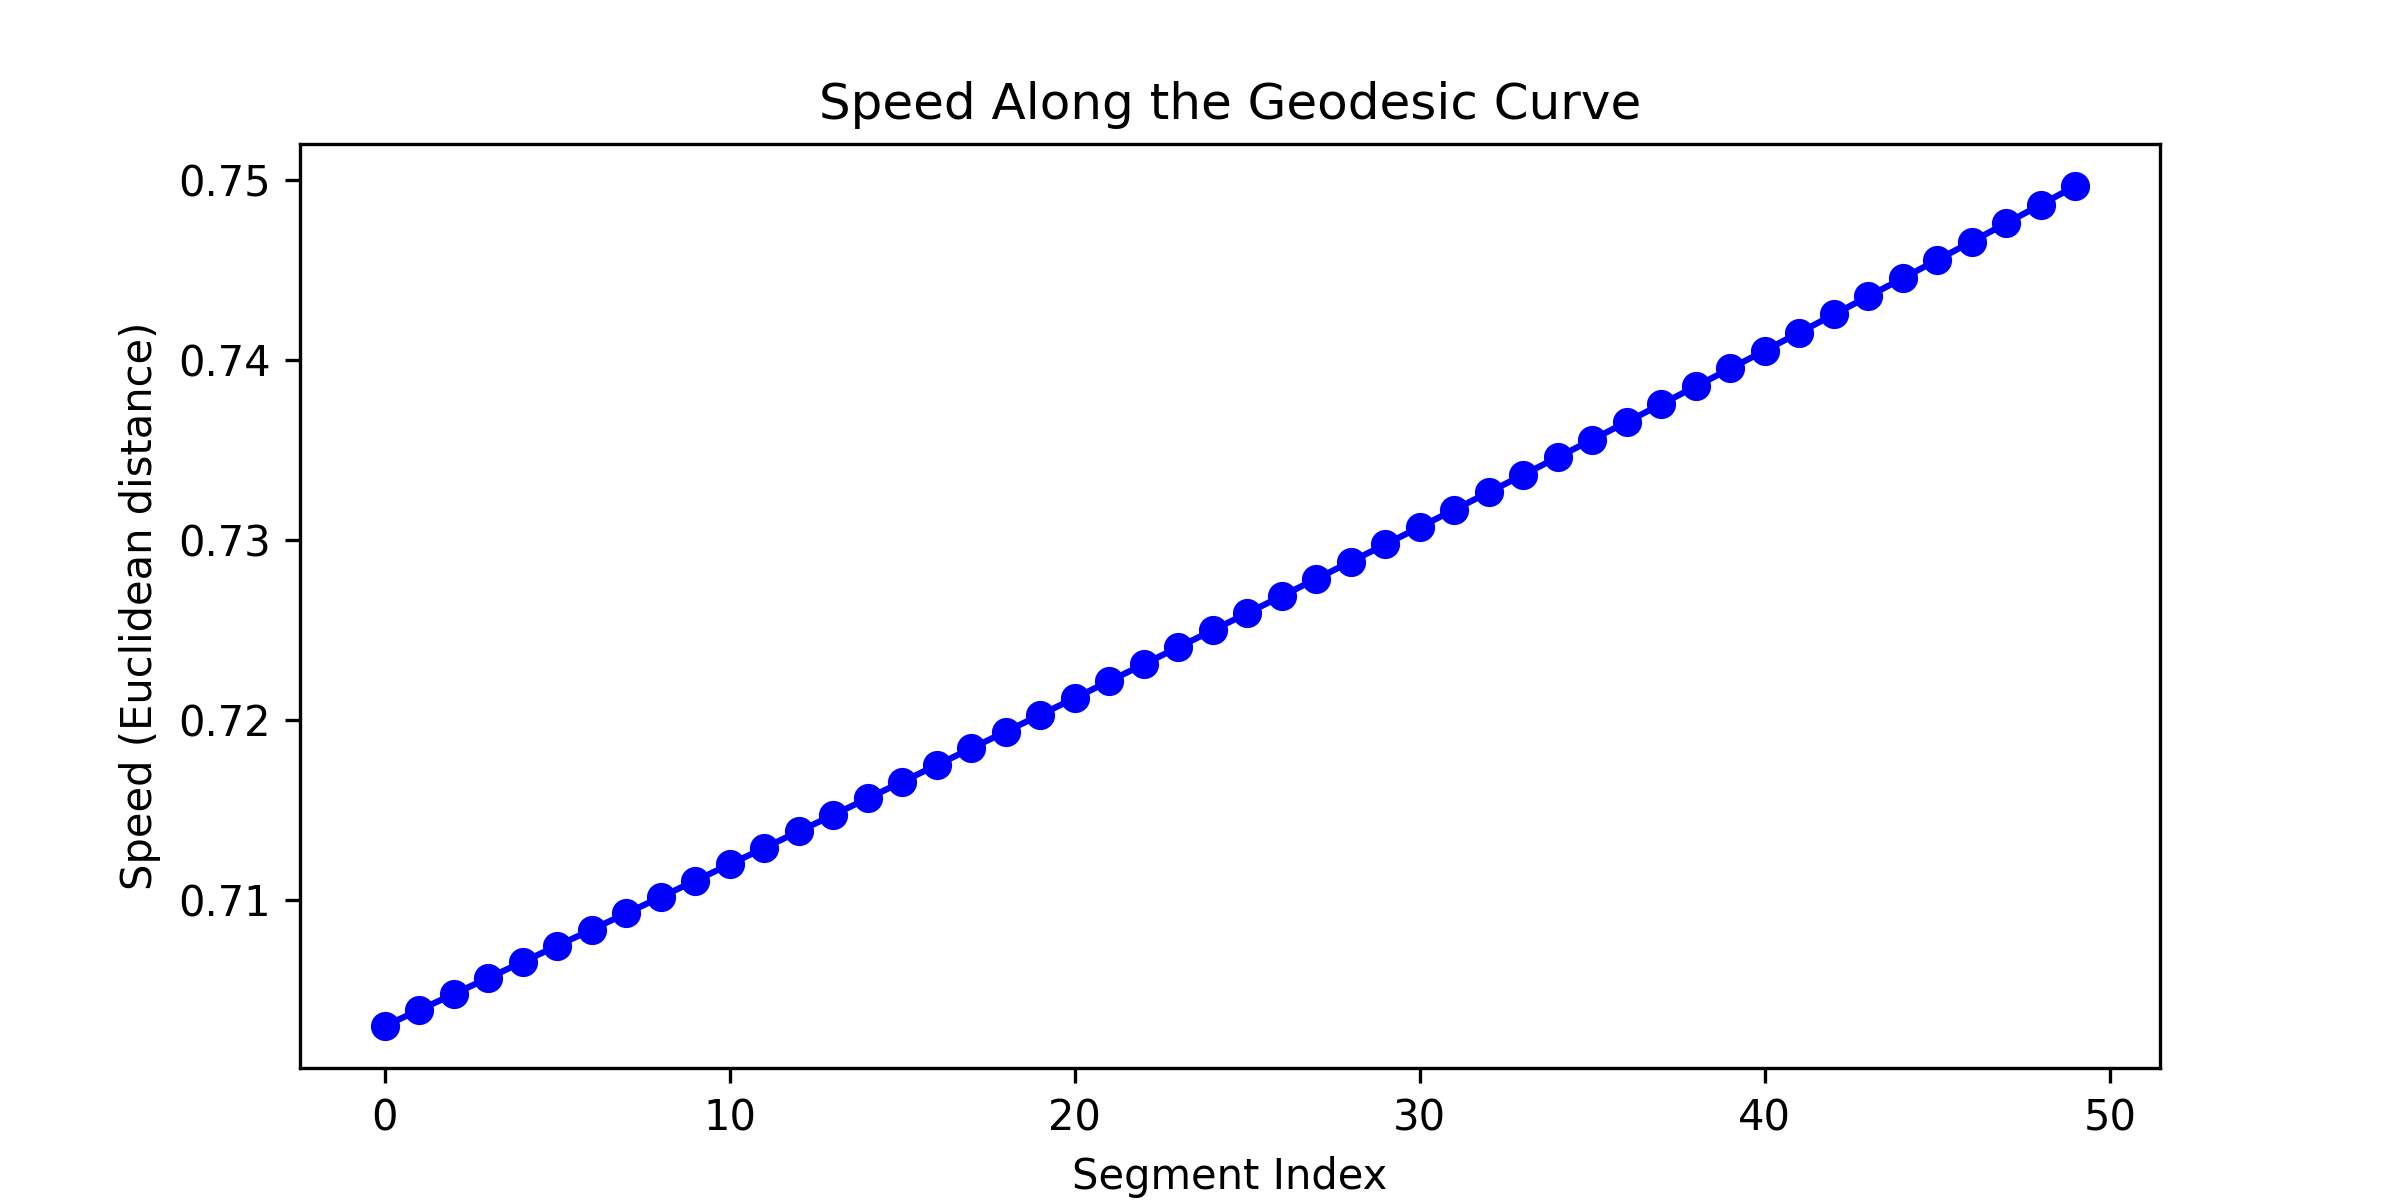 Speed Along the Geodesic Curve
Speed (Euclidean distance)
0.75
0.74
0.73
0.72
0.71
0 10 20 30 40 50
Segment Index